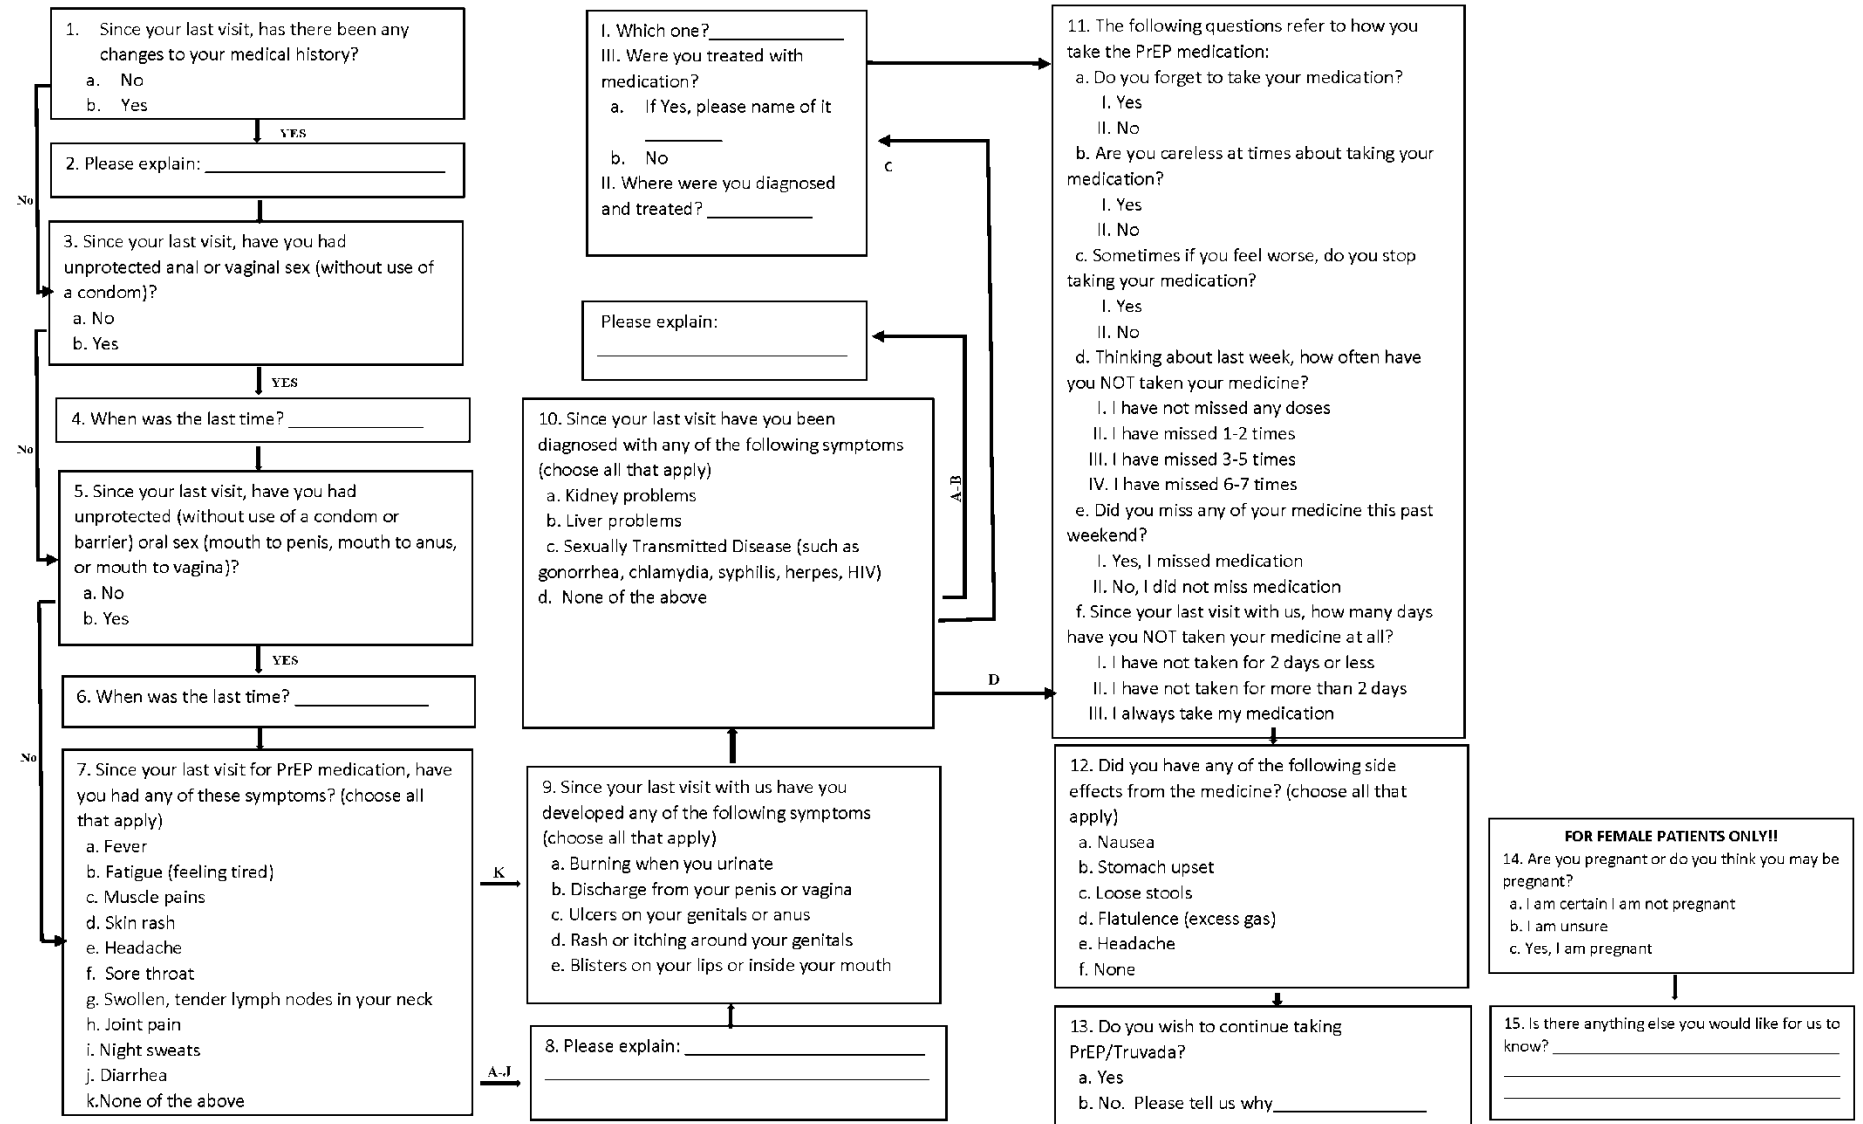 1. Since your last visit, has there been any
changes to your medical history?
a. No
b. Yes
YES
2. Please explain: ____________________
No
3. Since your last visit, have you had
unprotected anal or vaginal sex (without use of
a condom)?
a. No
b. Yes
YES
4. When was the last time? ____________
No
5. Since your last visit, have you had
unprotected (without use of a condom or
barrier) oral sex (mouth to penis, mouth to anus,
or mouth to vagina)?
a. No
b. Yes
YES
6. When was the last time? ____________
No
7. Since your last visit for PrEP medication, have
you had any of these symptoms? (choose all
that apply)
a. Fever
b. Fatigue (feeling tired)
c. Muscle pains
d. Skin rash
e. Headache
f. Sore throat
g. Swollen, tender lymph nodes in your neck
h. Joint pain
i. Night sweats
j. Diarrhea
k.None of the above
K
A-J
8. Please explain: ____________________
9. Since your last visit with us have you
developed any of the following symptoms
(choose all that apply)
a. Burning when you urinate
b. Discharge from your penis or vagina
c. Ulcers on your genitals or anus
d. Rash or itching around your genitals
e. Blisters on your lips or inside your mouth
10. Since your last visit have you been
diagnosed with any of the following symptoms
(choose all that apply)
a. Kidney problems
b. Liver problems
c. Sexually Transmitted Disease (such as
gonorrhea, chlamydia, syphilis, herpes, HIV)
d. None of the above
A-B
C
D
Please explain:
____________________
I. Which one?____________
III. Were you treated with
medication?
a. If Yes, please name of it
________
b. No
II. Where were you diagnosed
and treated? __________
11. The following questions refer to how you
take the PrEP medication:
a. Do you forget to take your medication?
I. Yes
II. No
b. Are you careless at times about taking your
medication?
I. Yes
II. No
c. Sometimes if you feel worse, do you stop
taking your medication?
I. Yes
II. No
d. Thinking about last week, how often have
you NOT taken your medicine?
I. I have not missed any doses
II. I have missed 1-2 times
III. I have missed 3-5 times
IV. I have missed 6-7 times
e. Did you miss any of your medicine this past
weekend?
I. Yes, I missed medication
II. No, I did not miss medication
f. Since your last visit with us, how many days
have you NOT taken your medicine at all?
I. I have not taken for 2 days or less
II. I have not taken for more than 2 days
III. I always take my medication
12. Did you have any of the following side
effects from the medicine? (choose all that
apply)
a. Nausea
b. Stomach upset
c. Loose stools
d. Flatulence (excess gas)
e. Headache
f. None
13. Do you wish to continue taking
PrEP/Truvada?
a. Yes
b. No. Please tell us why______________
FOR FEMALE PATIENTS ONLY!!
14. Are you pregnant or do you think you may be
pregnant?
a. I am certain I am not pregnant
b. I am unsure
c. Yes, I am pregnant
15. Is there anything else you would like for us to
know? ____________________